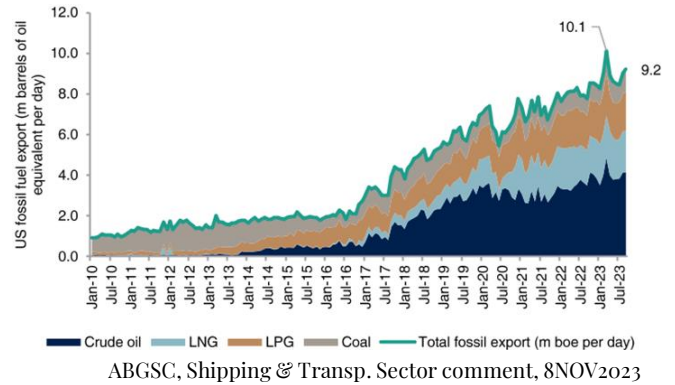 US fossil fuel export (m barrels of oil
equivalent per day)
12.0
10.0
8.0
6.0
4.0
2.0
0.0
10.1
9.2
Jan-10
Jul-10
Jan-11
Jul-11
Jan-12
Jul-12
Jan-13
Jul-13
Jan-14
Jul-14
Jan-15
Jul-15
Jan-16
Jul-16
Jan-17
Jul-17
Jan-18
Jul-18
Jan-19
Jul-19
Jan-20
Jul-20
Jan-21
Jul-21
Jan-22
Jul-22
Jan-23
Jul-23
Crude oil LNG LPG Coal Total fossil export (m boe per day)
ABGSC, Shipping & Transp. Sector comment, 8NOV2023